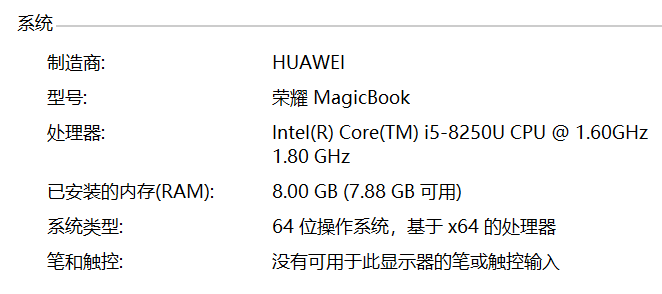 系统
制造商: HUAWEI
型号: 荣耀 MagicBook
处理器: Intel(R) Core(TM) i5-8250U CPU @ 1.60GHz
1.80 GHz
已安装的内存(RAM): 8.00 GB (7.88 GB 可用)
系统类型: 64 位操作系统，基于 x64 的处理器
笔和触控: 没有可用于此显示器的笔或触控输入